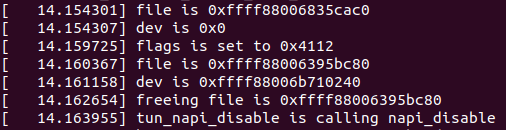 [   14.154301] file is 0xffff88006835cac0
[   14.154307] dev is 0x0
[   14.159725] flags is set to 0x4112
[   14.160367] file is 0xffff88006395bc80
[   14.161158] dev is 0xffff88006b710240
[   14.162654] freeing file is 0xffff88006395bc80
[   14.163955] tun_napi_disable is calling napi_disable